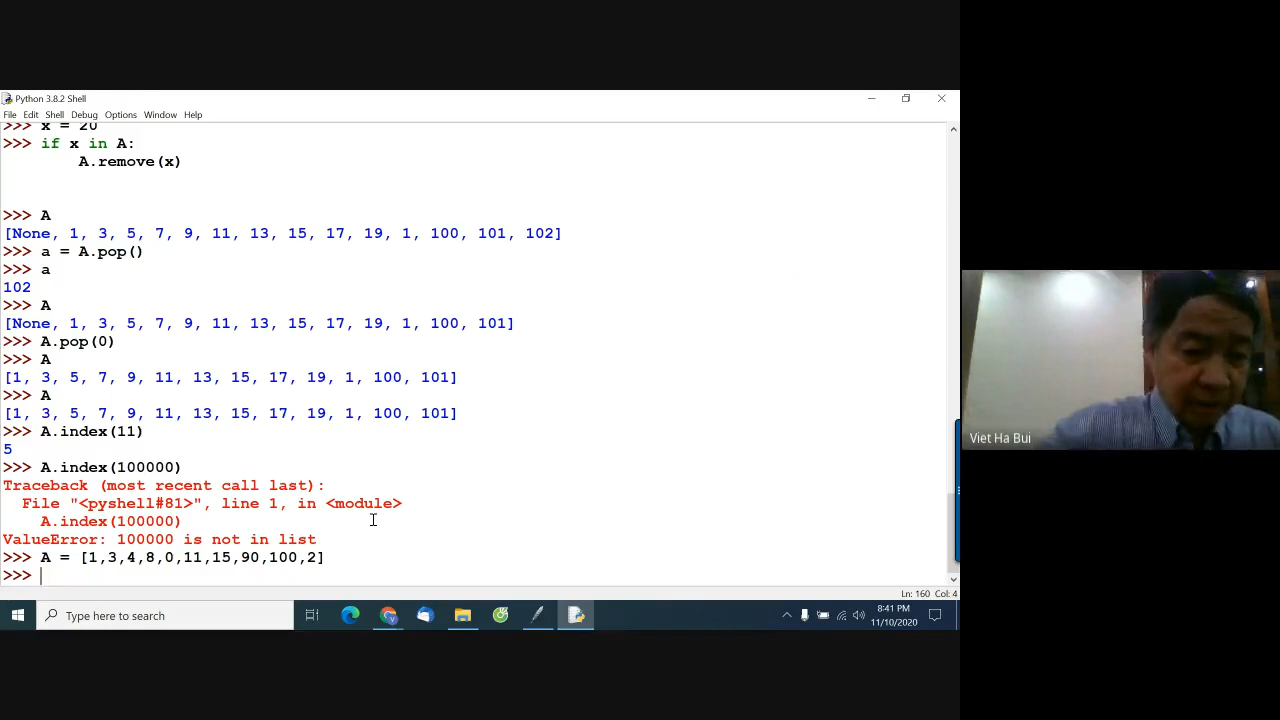 Python 3.8.2 Shell
File Edit Shell Debug Options Window Help
>>> x = 20
>>> if x in A:
A.remove(x)
>>> A
[None, 1, 3, 5, 7, 9, 11, 13, 15, 17, 19, 1, 100, 101, 102]
>>> a = A.pop()
>>> a
102
>>> A
[None, 1, 3, 5, 7, 9, 11, 13, 15, 17, 19, 1, 100, 101]
>>> A.pop(0)
>>> A
[1, 3, 5, 7, 9, 11, 13, 15, 17, 19, 1, 100, 101]
>>> A
[1, 3, 5, 7, 9, 11, 13, 15, 17, 19, 1, 100, 101]
>>> A.index(11)
5
>>> A.index(100000)
Traceback (most recent call last):
File "<pyshell#81>", line 1, in <module>
A.index(100000)
ValueError: 100000 is not in list
>>> A = [1,3,4,8,0,11,15,90,100,2]
>>>
Ln: 160 Col: 4
Type here to search
8:41 PM
11/10/2020
Viet Ha Bui